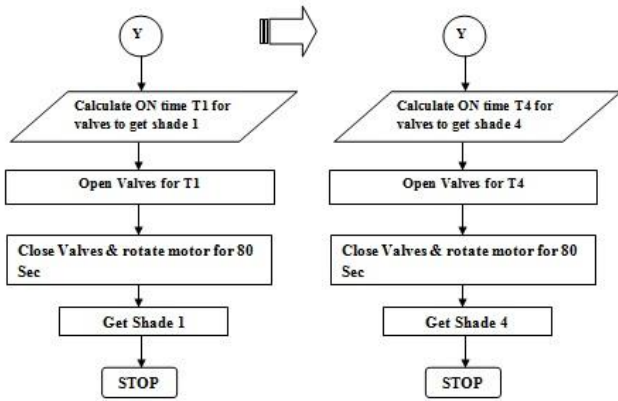 Y
Calculate ON time T1 for
valves to get shade 1
Open Valves for T1
Close Valves & rotate motor for 80
Sec
Get Shade 1
STOP
Y
Calculate ON time T4 for
valves to get shade 4
Open Valves for T4
Close Valves & rotate motor for 80
Sec
Get Shade 4
STOP